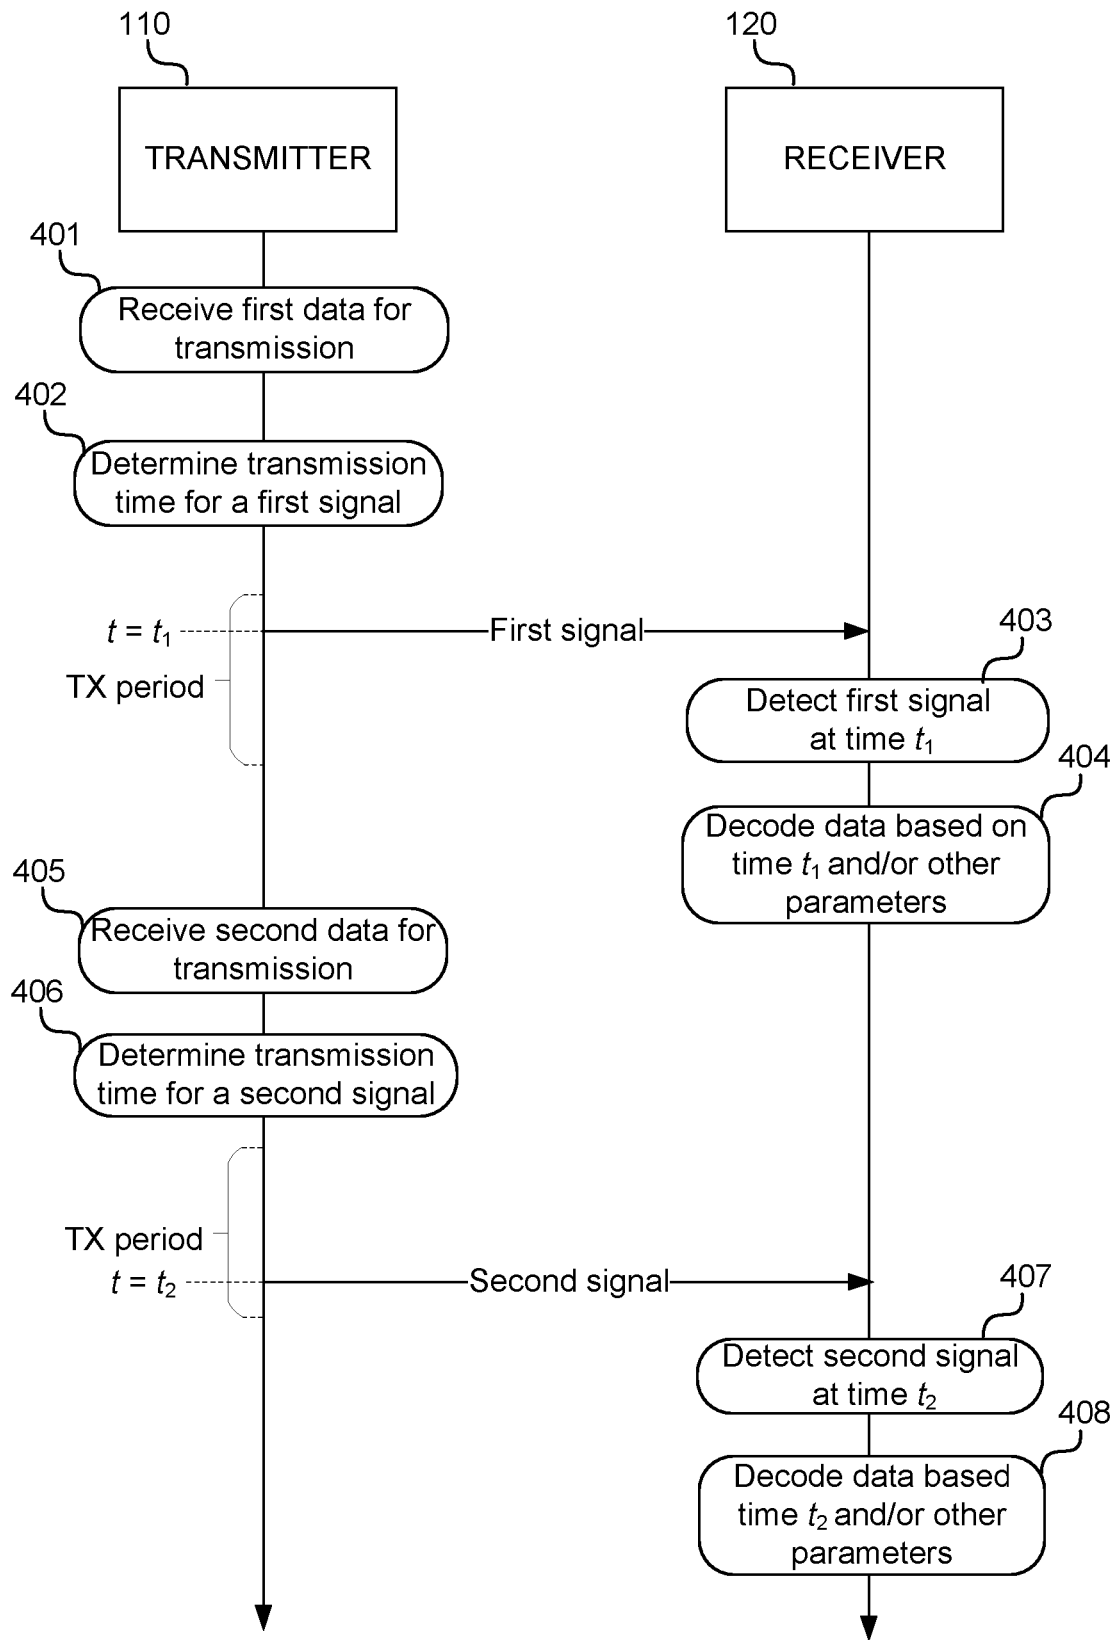 110
120
TRANSMITTER
RECEIVER
401
Receive first data for
transmission
402
Determine transmission
time for a first signal
t = t1
First signal
TX period
403
Detect first signal
at time t1
404
Decode data based on
time t1 and/or other
parameters
405
Receive second data for
transmission
406
Determine transmission
time for a second signal
TX period
t = t2
Second signal
407
Detect second signal
at time t2
408
Decode data based
time t2 and/or other
parameters